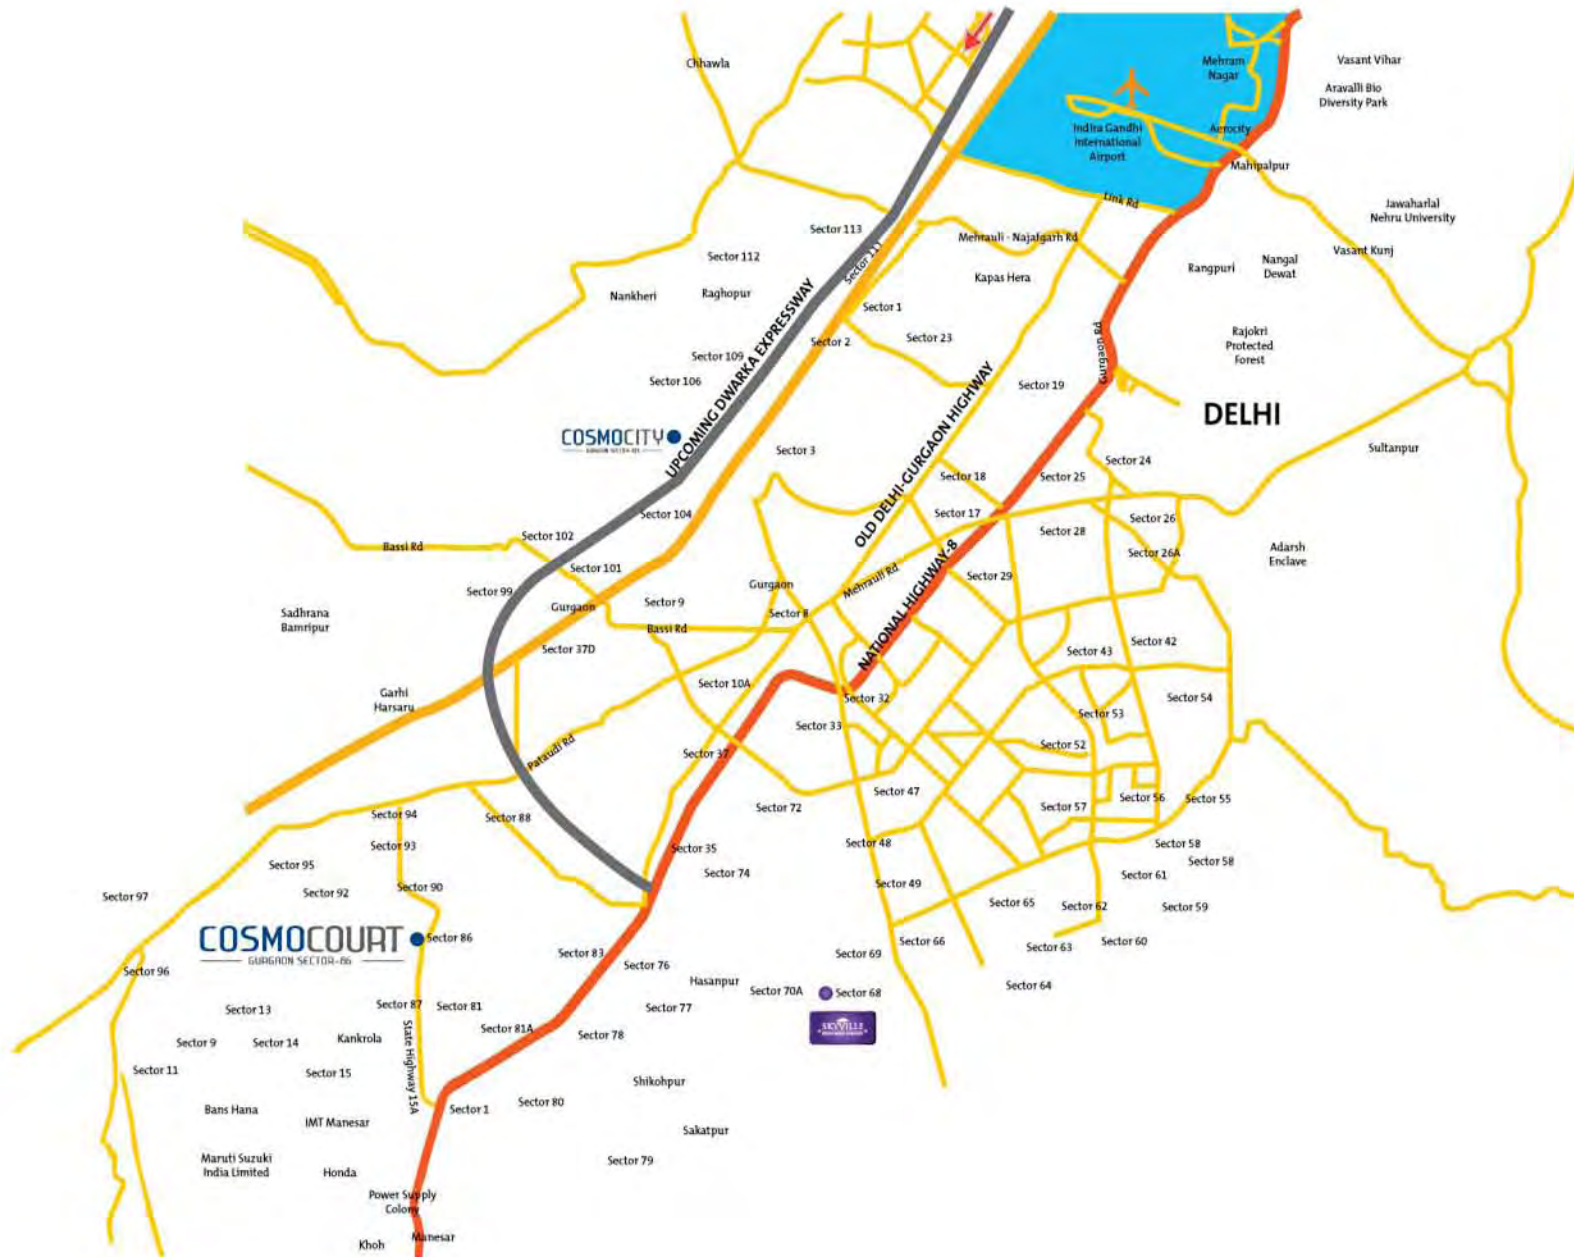 Chhawla
Mehram
Nagar
Vasant Vihar
Aravalli Bio
Diversity Park
Indira Gandhi
International
Airport
Aerocity
Mahipalpur
Link Rd
Jawaharlal
Nehru University
Sector 113
Sector 112
Sector 111
Mehrauli - Najafgarh Rd
Vasant Kunj
Nangal
Dewat
Rangpuri
Kapas Hera
Nankheri
Raghopur
Sector 1
Sector 2
Sector 23
Gurgaon Rd
Rajokri
Protected
Forest
Sector 109
Sector 106
UPCOMING DWARKA EXPRESSWAY
Sector 19
DELHI
COSMOCITY
OLD DELHI-GURGAON HIGHWAY
Sector 3
Sector 18
Sector 25
Sector 24
Sultanpur
Sector 104
Sector 17
Sector 28
Sector 26
Sector 102
Bassi Rd
Sector 26A
Adarsh
Enclave
Sector 101
Sector 99
Gurgaon
Mehrauli Rd
NATIONAL HIGHWAY-8
Sector 29
Sadhrana
Bamripur
Gurgaon
Sector 9
Sector 8
Bassi Rd
Sector 37D
Sector 43
Sector 42
Garhi
Harsaru
Sector 10A
Sector 32
Sector 54
Sector 33
Sector 53
Pataudi Rd
Sector 37
Sector 52
Sector 47
Sector 72
Sector 57
Sector 56
Sector 55
Sector 94
Sector 88
Sector 93
Sector 35
Sector 48
Sector 58
Sector 58
Sector 95
Sector 74
Sector 61
Sector 97
Sector 92
Sector 90
Sector 49
Sector 65
Sector 62
Sector 59
COSMOCOURT
GURGAON SECTOR-86
Sector 86
Sector 83
Sector 66
Sector 63
Sector 60
Sector 69
Sector 96
Sector 76
Hasanpur
Sector 70A
Sector 68
Sector 64
Sector 13
Sector 87
Sector 81
Sector 77
SKYVILLE
Sector 81A
Sector 78
Sector 9
Sector 14
Kankrola
State Highway 15A
Sector 11
Sector 15
Shikohpur
Bans Hana
Sector 1
Sector 80
IMT Manesar
Sakatpur
Maruti Suzuki
India Limited
Honda
Sector 79
Power Supply
Colony
Khoh
Manesar